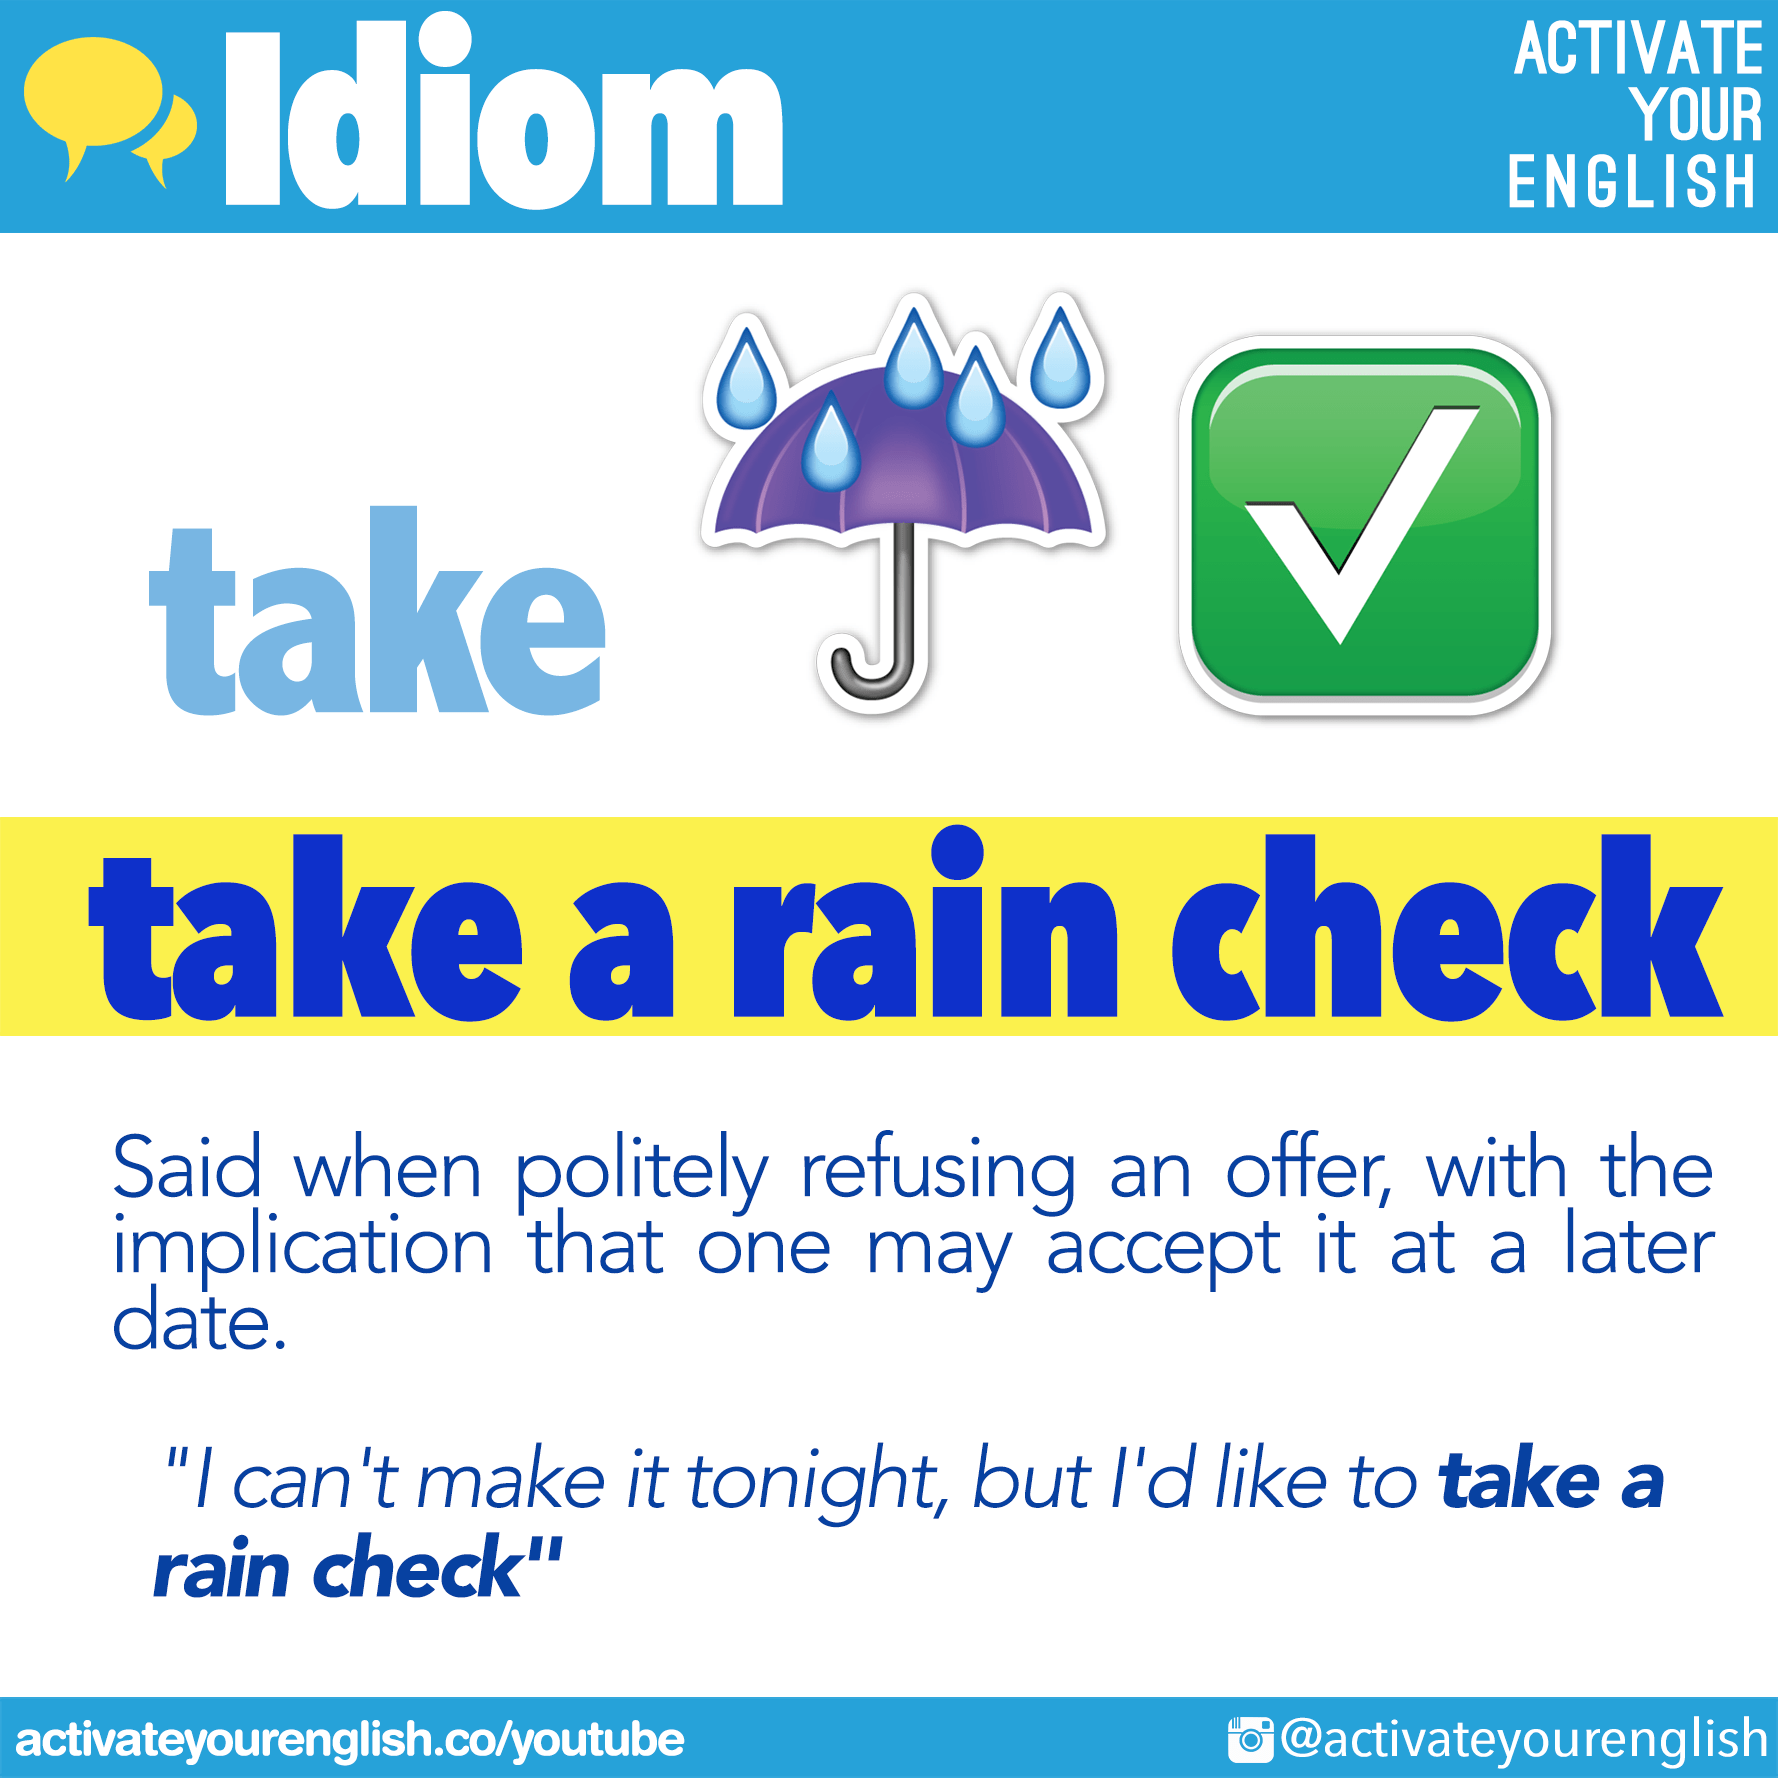 Idiom
ACTIVATE
YOUR
ENGLISH
take
take a rain check
Said when politely refusing an offer, with the
implication that one may accept it at a later
date.
"I can't make it tonight, but I'd like to take a
rain check"
activateyourenglish.co/youtube
@activateyourenglish